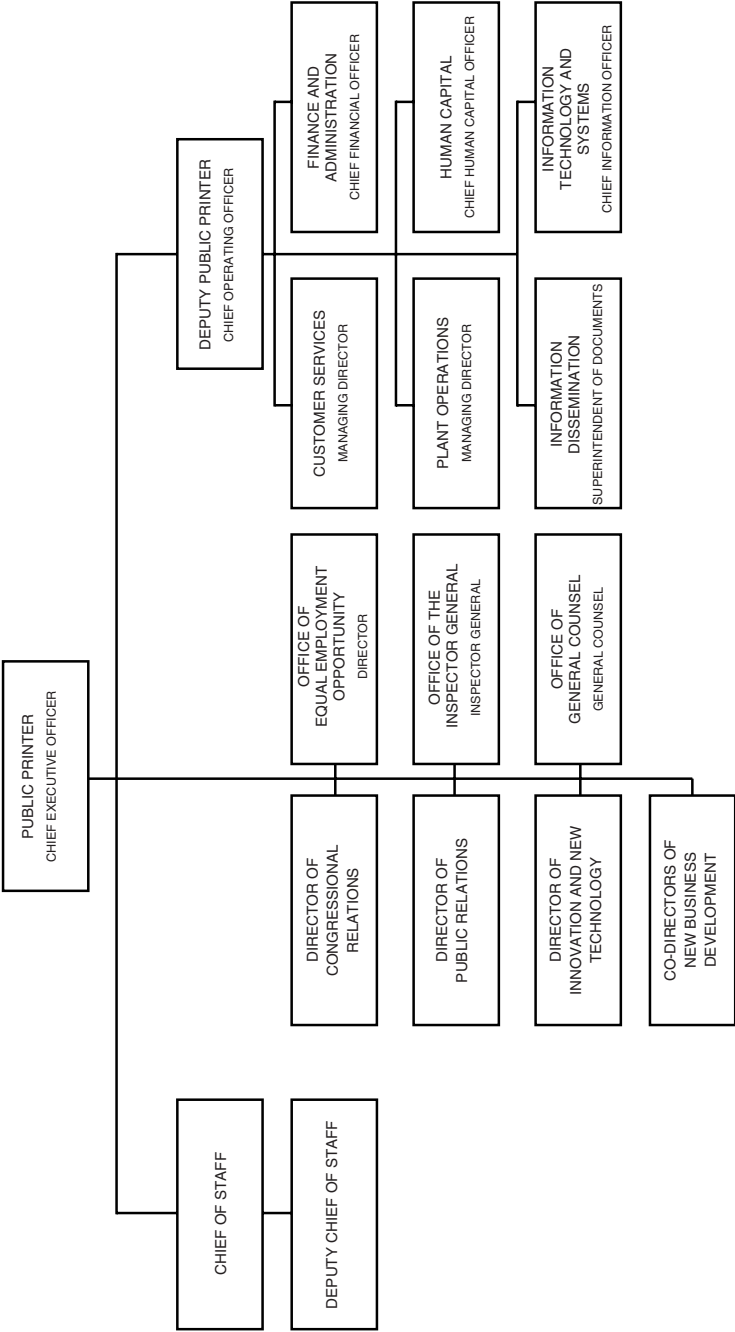 PUBLIC PRINTER
CHIEF EXECUTIVE OFFICER
CHIEF OF STAFF
DEPUTY CHIEF OF STAFF
DIRECTOR OF
CONGRESSIONAL
RELATIONS
OFFICE OF
EQUAL EMPLOYMENT
OPPORTUNITY
DIRECTOR
DIRECTOR OF
PUBLIC RELATIONS
OFFICE OF THE
INSPECTOR GENERAL
INSPECTOR GENERAL
DIRECTOR OF
INNOVATION AND NEW
TECHNOLOGY
OFFICE OF
GENERAL COUNSEL
GENERAL COUNSEL
CO-DIRECTORS OF
NEW BUSINESS
DEVELOPMENT
DEPUTY PUBLIC PRINTER
CHIEF OPERATING OFFICER
CUSTOMER SERVICES
MANAGING DIRECTOR
FINANCE AND
ADMINISTRATION
CHIEF FINANCIAL OFFICER
PLANT OPERATIONS
MANAGING DIRECTOR
HUMAN CAPITAL
CHIEF HUMAN CAPITAL OFFICER
INFORMATION
DISSEMINATION
SUPERINTENDENT OF DOCUMENTS
INFORMATION
TECHNOLOGY AND
SYSTEMS
CHIEF INFORMATION OFFICER